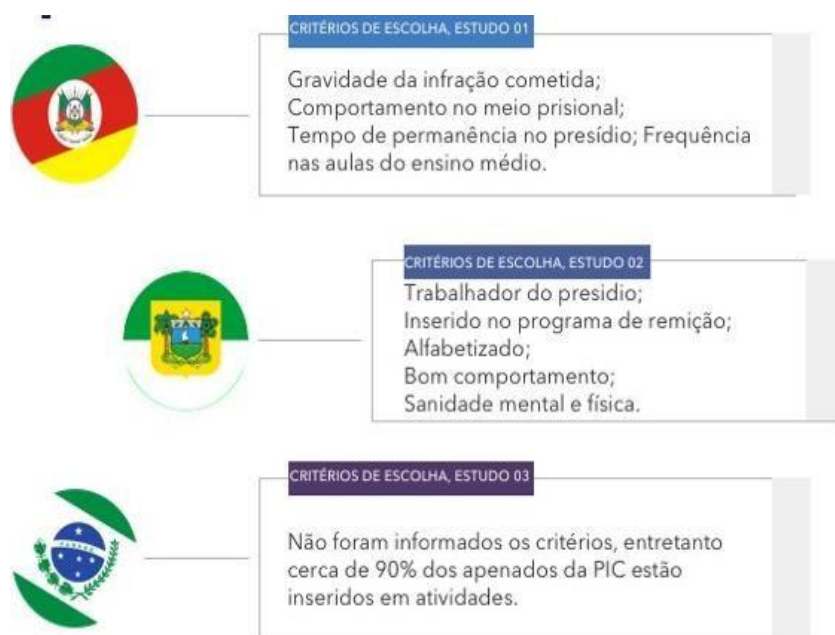 CRITÉRIOS DE ESCOLHA, ESTUDO 01
Gravidade da infração cometida;
Comportamento no meio prisional;
Tempo de permanência no presídio; Frequência
nas aulas do ensino médio.
CRITÉRIOS DE ESCOLHA, ESTUDO 02
Trabalhador do presidio;
Inserido no programa de remição;
Alfabetizado;
Bom comportamento;
Sanidade mental e física.
CRITÉRIOS DE ESCOLHA, ESTUDO 03
Não foram informados os critérios, entretanto
cerca de 90% dos apenados da PIC estão
inseridos em atividades.